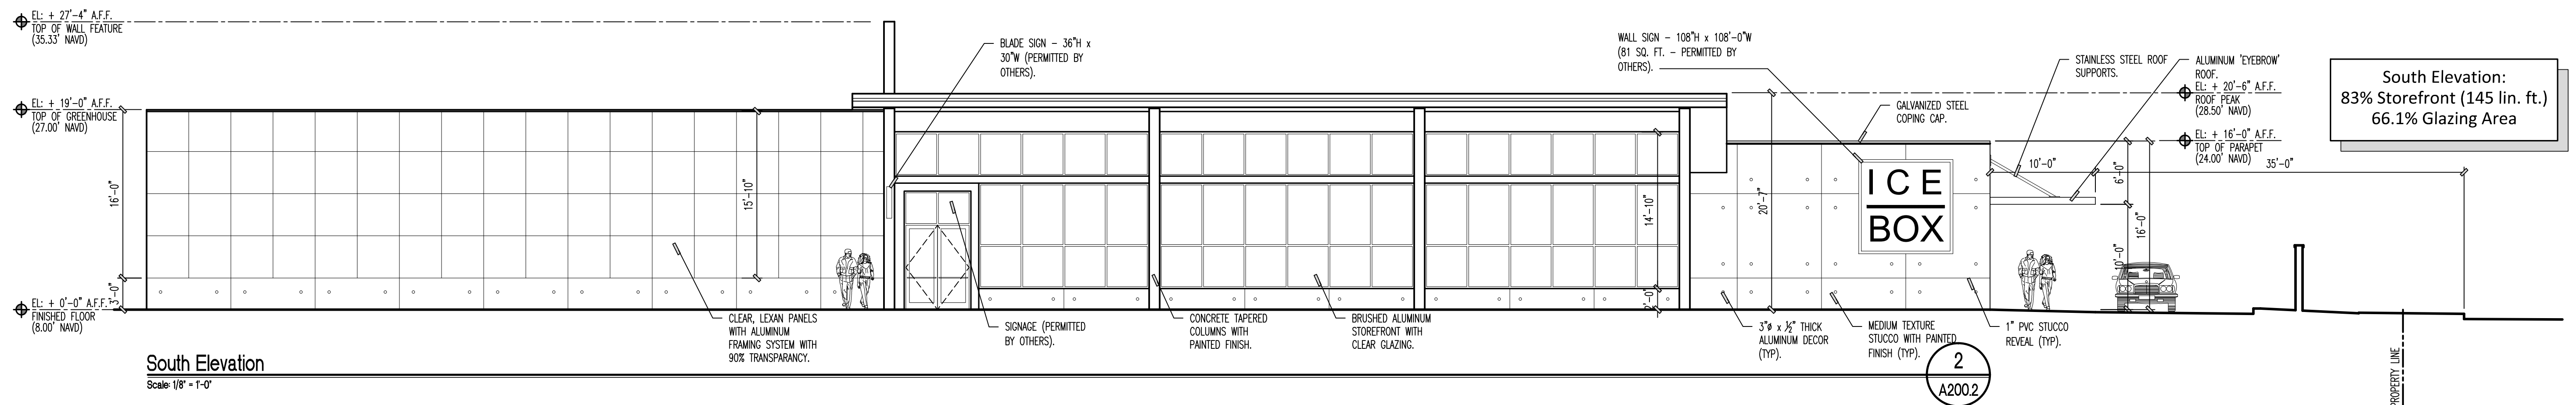 EL: + 27'-4" A.F.F.
TOP OF WALL FEATURE
(35.33' NAVD)
EL: + 19'-0" A.F.F.
TOP OF GREENHOUSE
(27.00' NAVD)
16'-0"
3'-0"
EL: + 0'-0" A.F.F.
FINISHED FLOOR
(8.00' NAVD)
15'-10"
CLEAR, LEXAN PANELS
WITH ALUMINUM
FRAMING SYSTEM WITH
90% TRANSPARENCY.
BLADE SIGN - 36"H x
30"W (PERMITTED BY
OTHERS).
SIGNAGE (PERMITTED
BY OTHERS).
CONCRETE TAPERED
COLUMNS WITH
PAINTED FINISH.
BRUSHED ALUMINUM
STOREFRONT WITH
CLEAR GLAZING.
14'-10"
2'-0"
WALL SIGN - 108"H x 108'-0"W
(81 SQ. FT. - PERMITTED BY
OTHERS).
20'-7"
ICE
BOX
GALVANIZED STEEL
COPING CAP.
3"ø x ½" THICK
ALUMINUM DECOR
(TYP).
MEDIUM TEXTURE
STUCCO WITH PAINTED
FINISH (TYP).
1" PVC STUCCO
REVEAL (TYP).
STAINLESS STEEL ROOF
SUPPORTS.
ALUMINUM 'EYEBROW'
ROOF.
EL: + 20'-6" A.F.F.
ROOF PEAK
(28.50' NAVD)
EL: + 16'-0" A.F.F.
TOP OF PARAPET
(24.00' NAVD)
10'-0"
35'-0"
6'-0"
16'-0"
10'-0"
South Elevation:
83% Storefront (145 lin. ft.)
66.1% Glazing Area
PROPERTY LINE
South Elevation
Scale: 1/8" = 1'-0"
2
A200.2